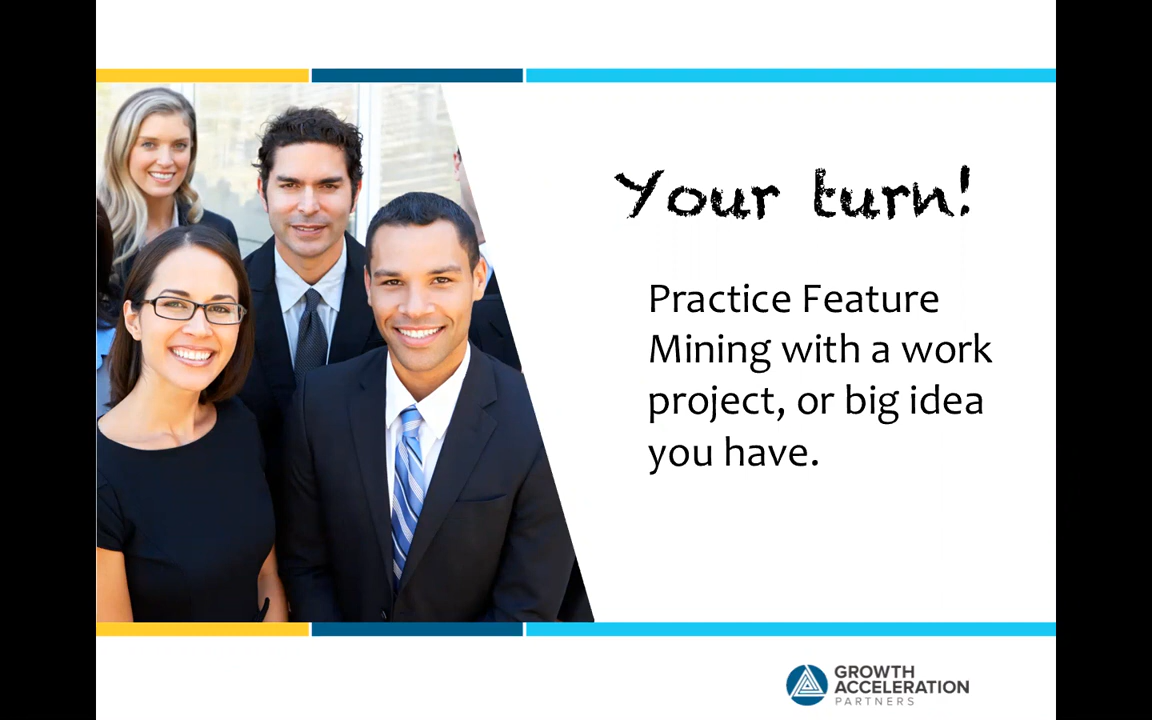 Your turn!
Practice Feature
Mining with a work
project, or big idea
you have.
GROWTH
ACCELERATION
PARTNERS